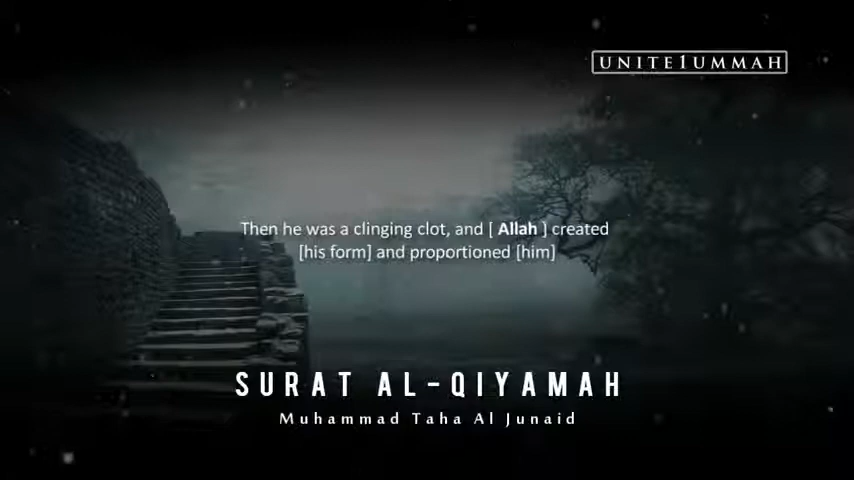 UNITE1UMMAH
Then he was a clinging clot, and [ Allah ] created
[his form] and proportioned [him]
SURAT AL-QIYAMAH
Muhammad Taha Al Junaid